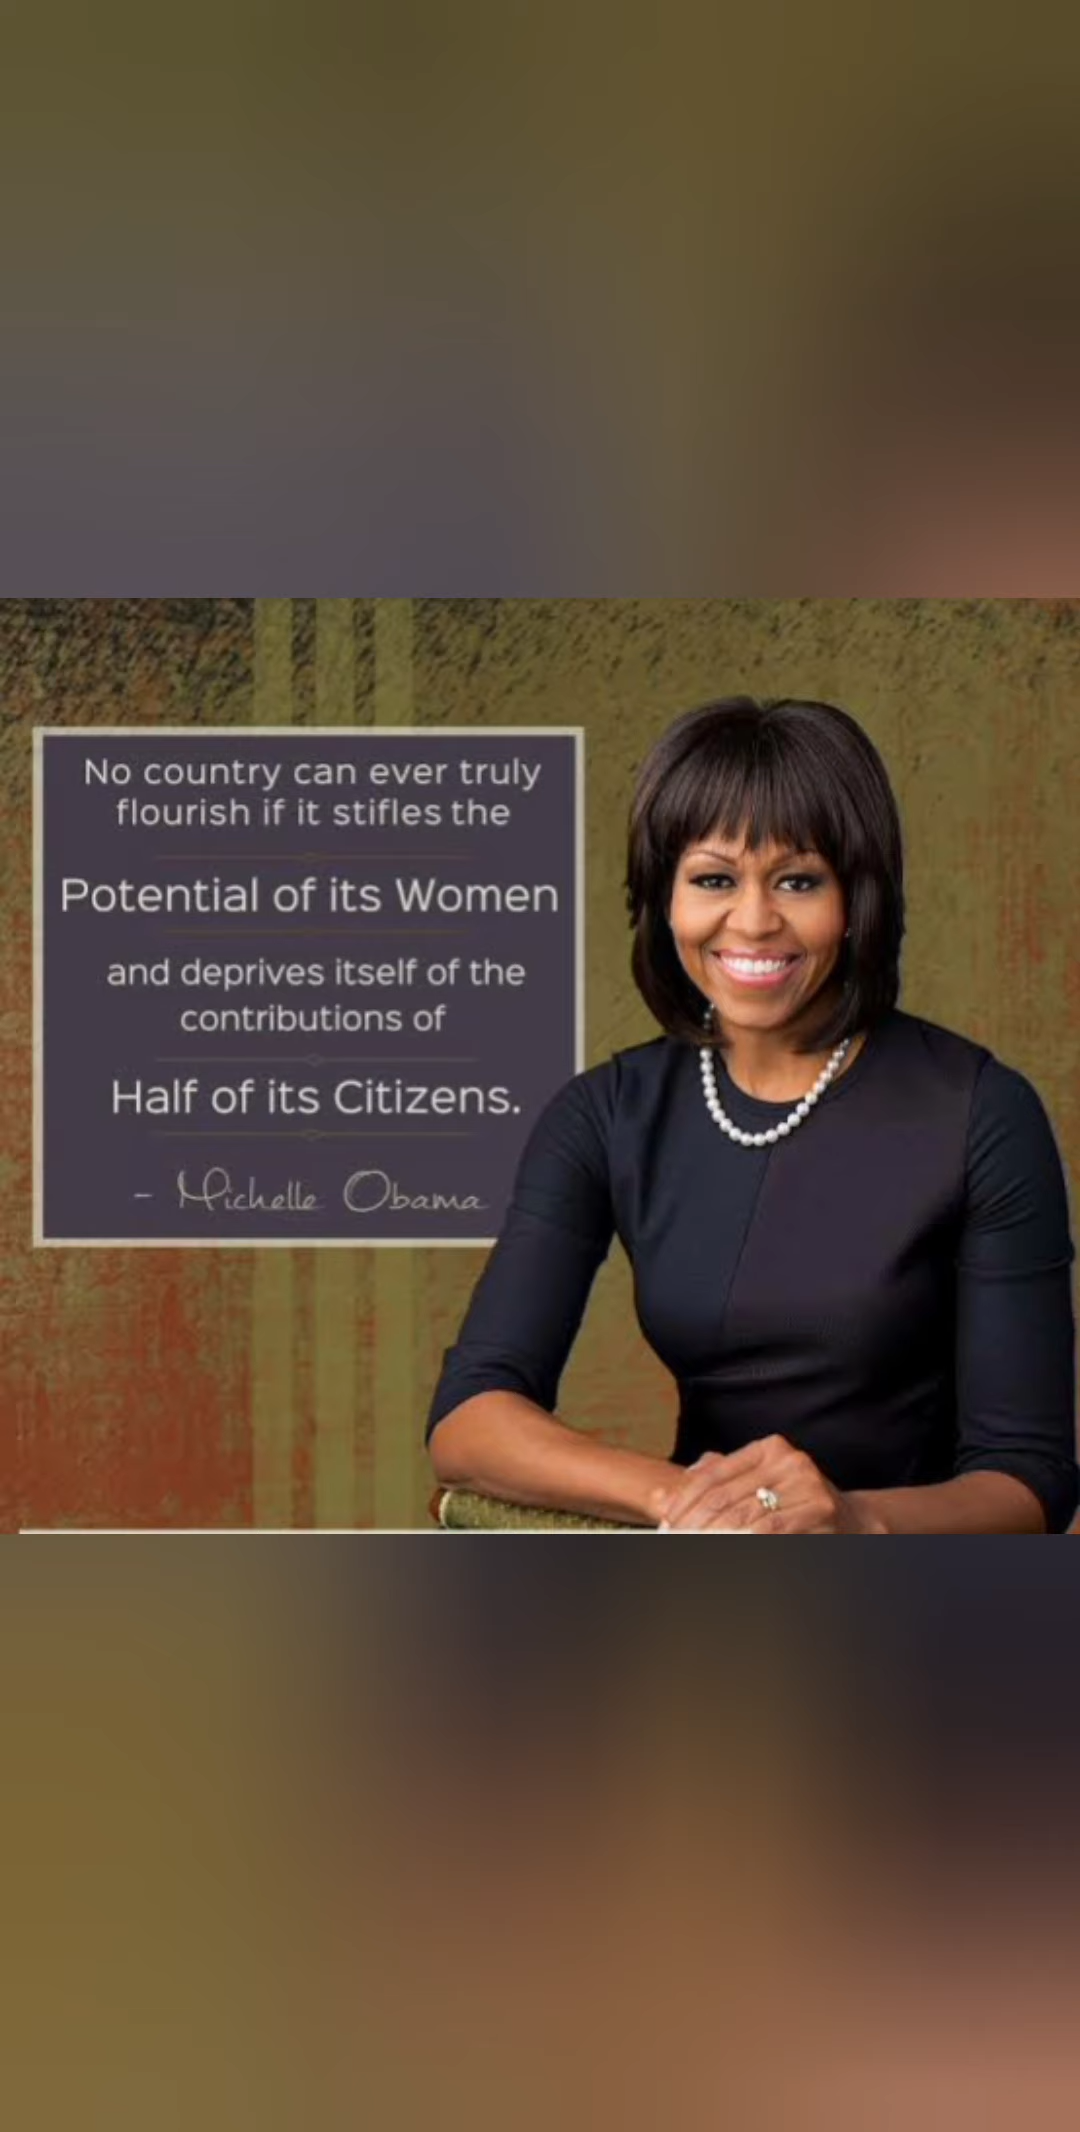 No country can ever truly
flourish if it stifles the
Potential of its Women
and deprives itself of the
contributions of
Half of its Citizens.
- Michelle Obama